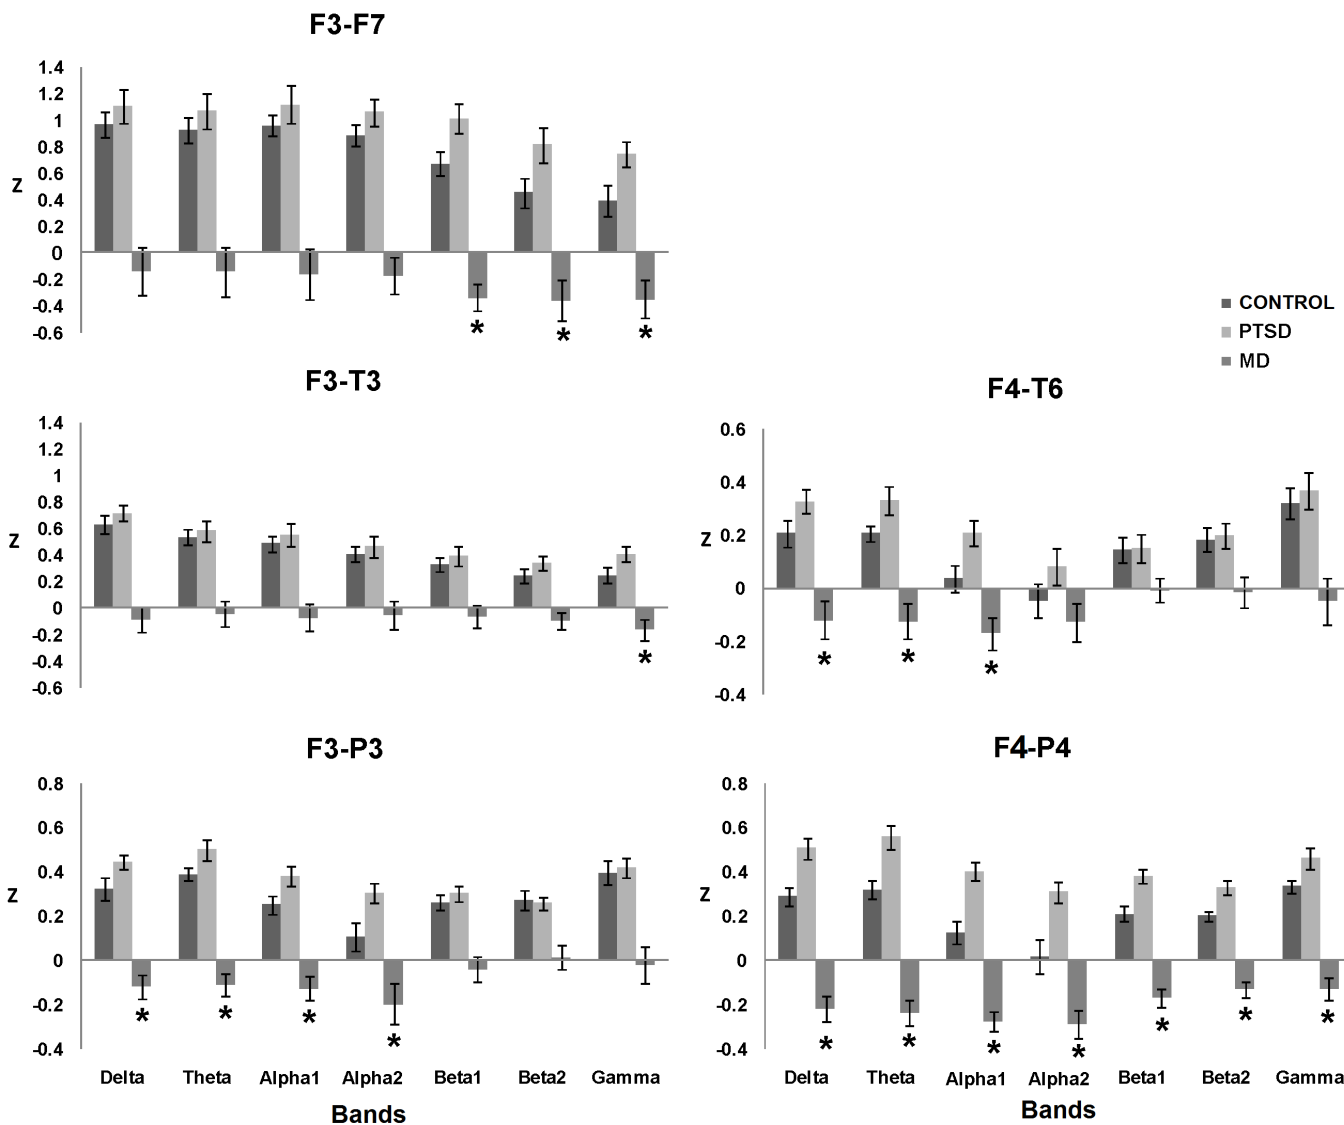 F3-F7
1.4
1.2
1
0.8
0.6
0.4
0.2
0
-0.2
-0.4
-0.6
Z
* * *
CONTROL
PTSD
MD
F3-T3
1.4
1.2
1
0.8
0.6
0.4
0.2
0
-0.2
-0.4
-0.6
Z
*
F4-T6
0.6
0.4
0.2
0
-0.2
-0.4
Z
* * *
F3-P3
0.8
0.6
0.4
0.2
0
-0.2
-0.4
Z
* * * *
Delta Theta Alpha1 Alpha2 Beta1 Beta2 Gamma
Bands
F4-P4
0.8
0.6
0.4
0.2
0
-0.2
-0.4
Z
* * * * * * *
Delta Theta Alpha1 Alpha2 Beta1 Beta2 Gamma
Bands